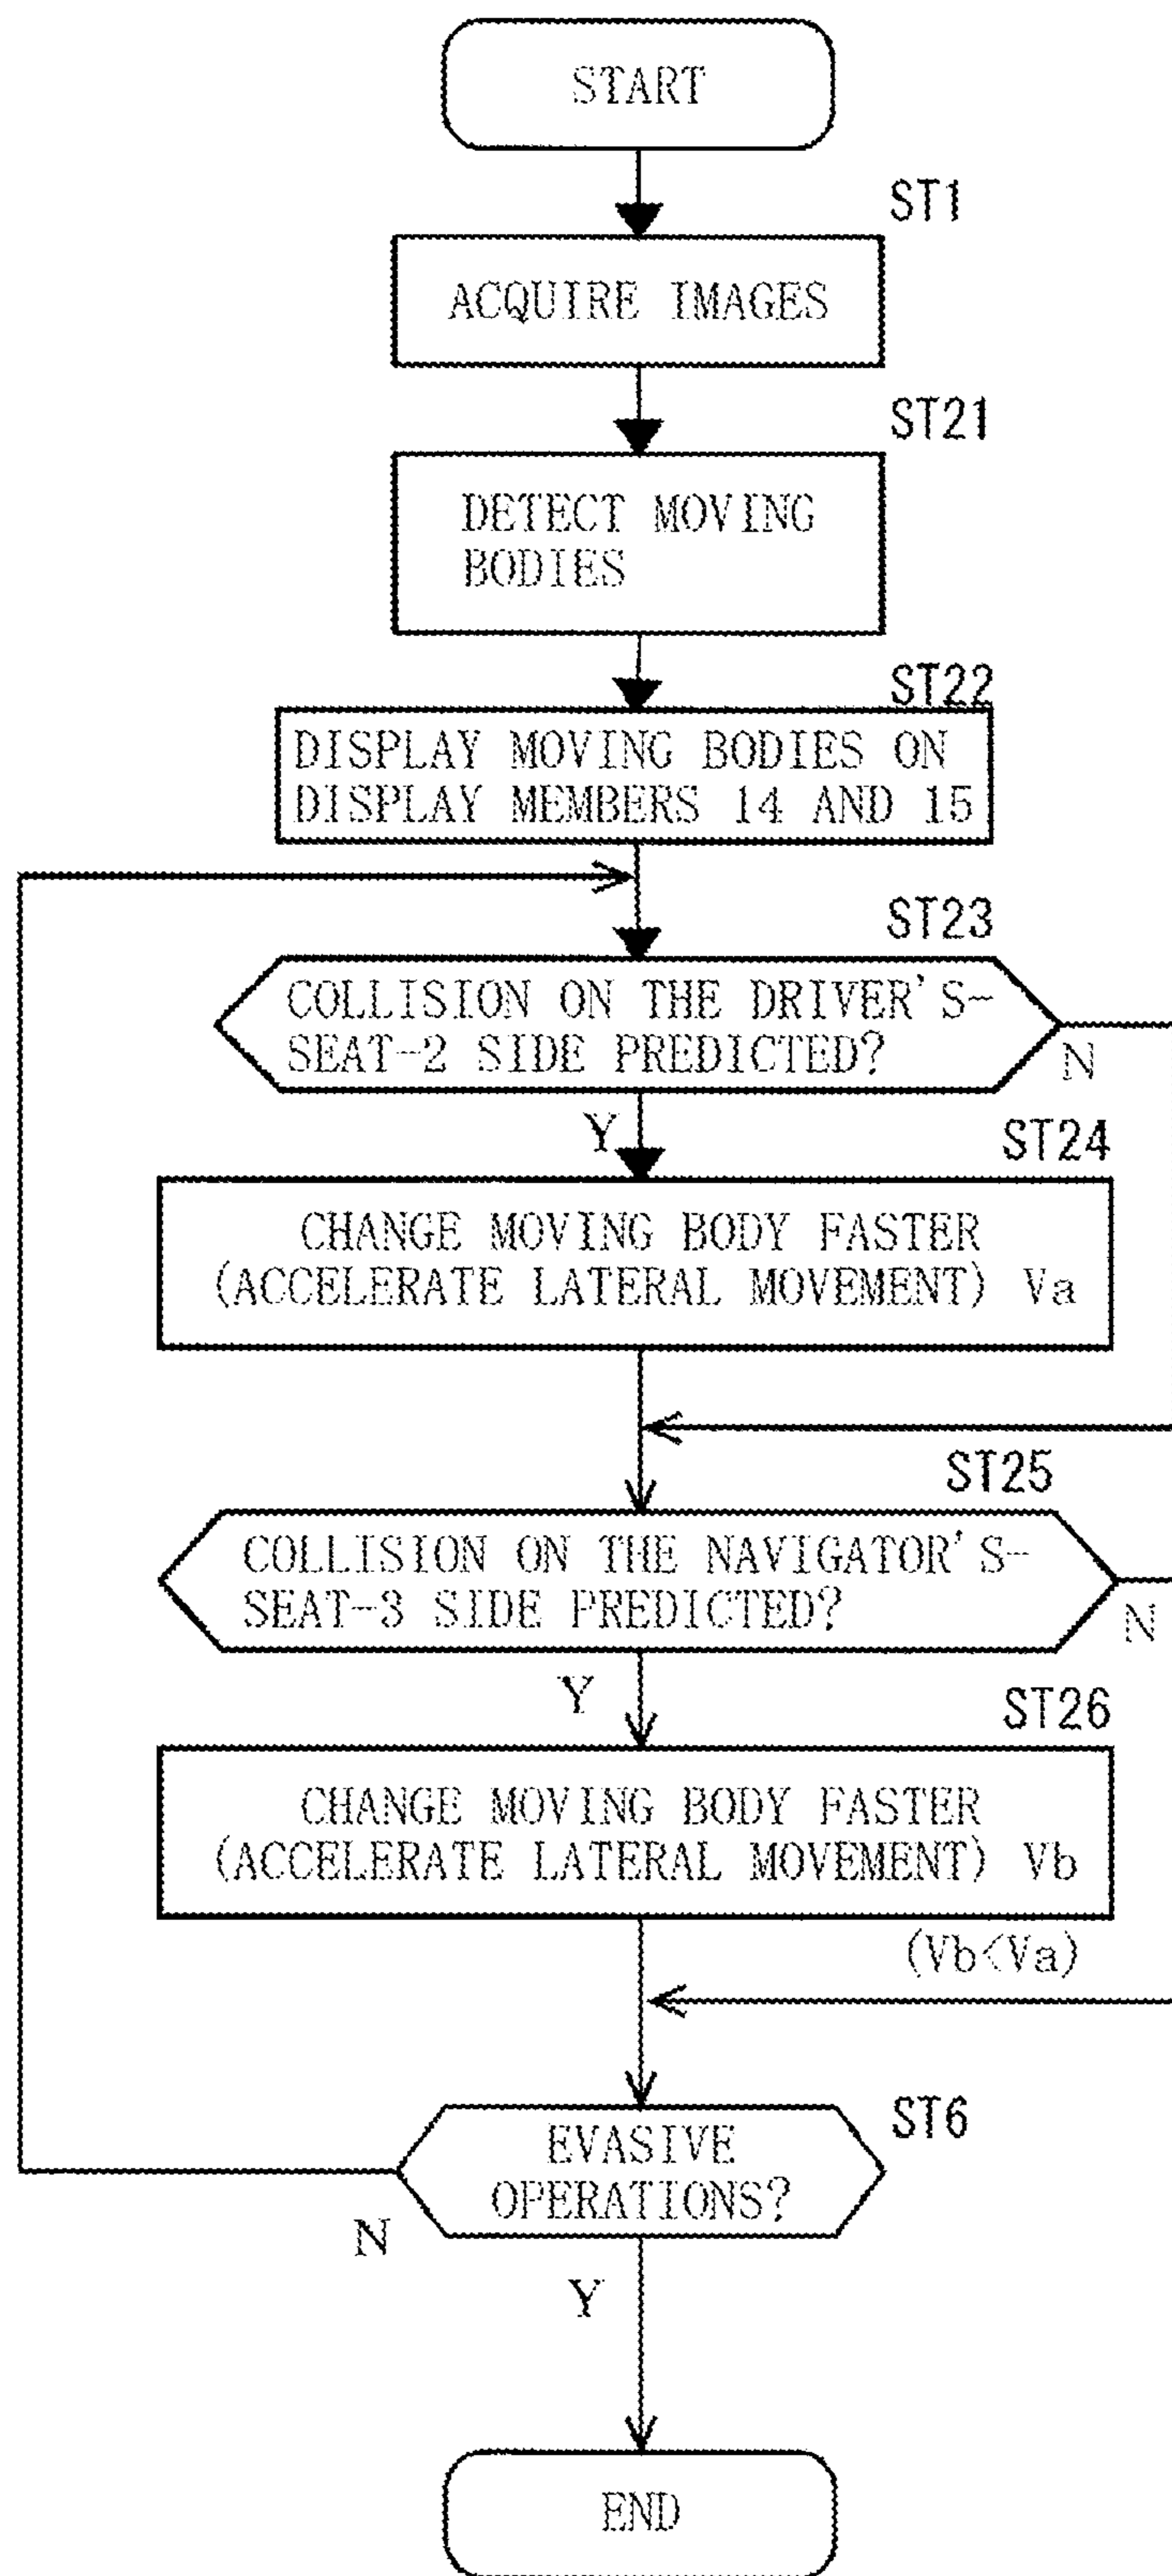 START
ST1
ACQUIRE IMAGES
ST21
DETECT MOVING
BODIES
ST22
DISPLAY MOVING BODIES ON
DISPLAY MEMBERS 14 AND 15
ST23
COLLISION ON THE DRIVER'S-
SEAT-2 SIDE PREDICTED?
N
Y
ST24
CHANGE MOVING BODY FASTER
(ACCELERATE LATERAL MOVEMENT) Va
ST25
COLLISION ON THE NAVIGATOR'S-
SEAT-3 SIDE PREDICTED?
N
Y
ST26
CHANGE MOVING BODY FASTER
(ACCELERATE LATERAL MOVEMENT) Vb
(Vb<Va)
ST6
EVASIVE
OPERATIONS?
N
Y
END